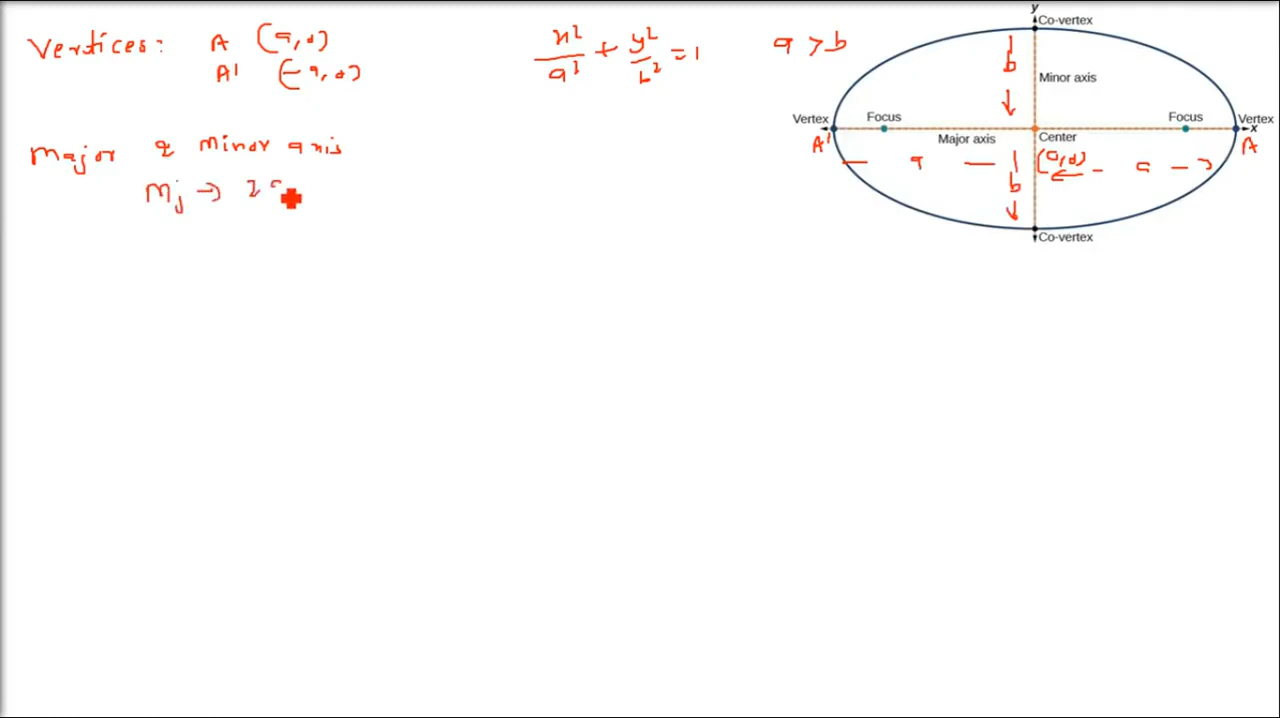 Vertices: A (a,0)
A' (-a,0)
x²/a² + y²/b² = 1
a > b
Major & minor axis
Mj → 2a
y
Co-vertex
b
Minor axis
Vertex Focus Focus Vertex
x
Major axis Center
A' A
a (0,0) a
b
Co-vertex